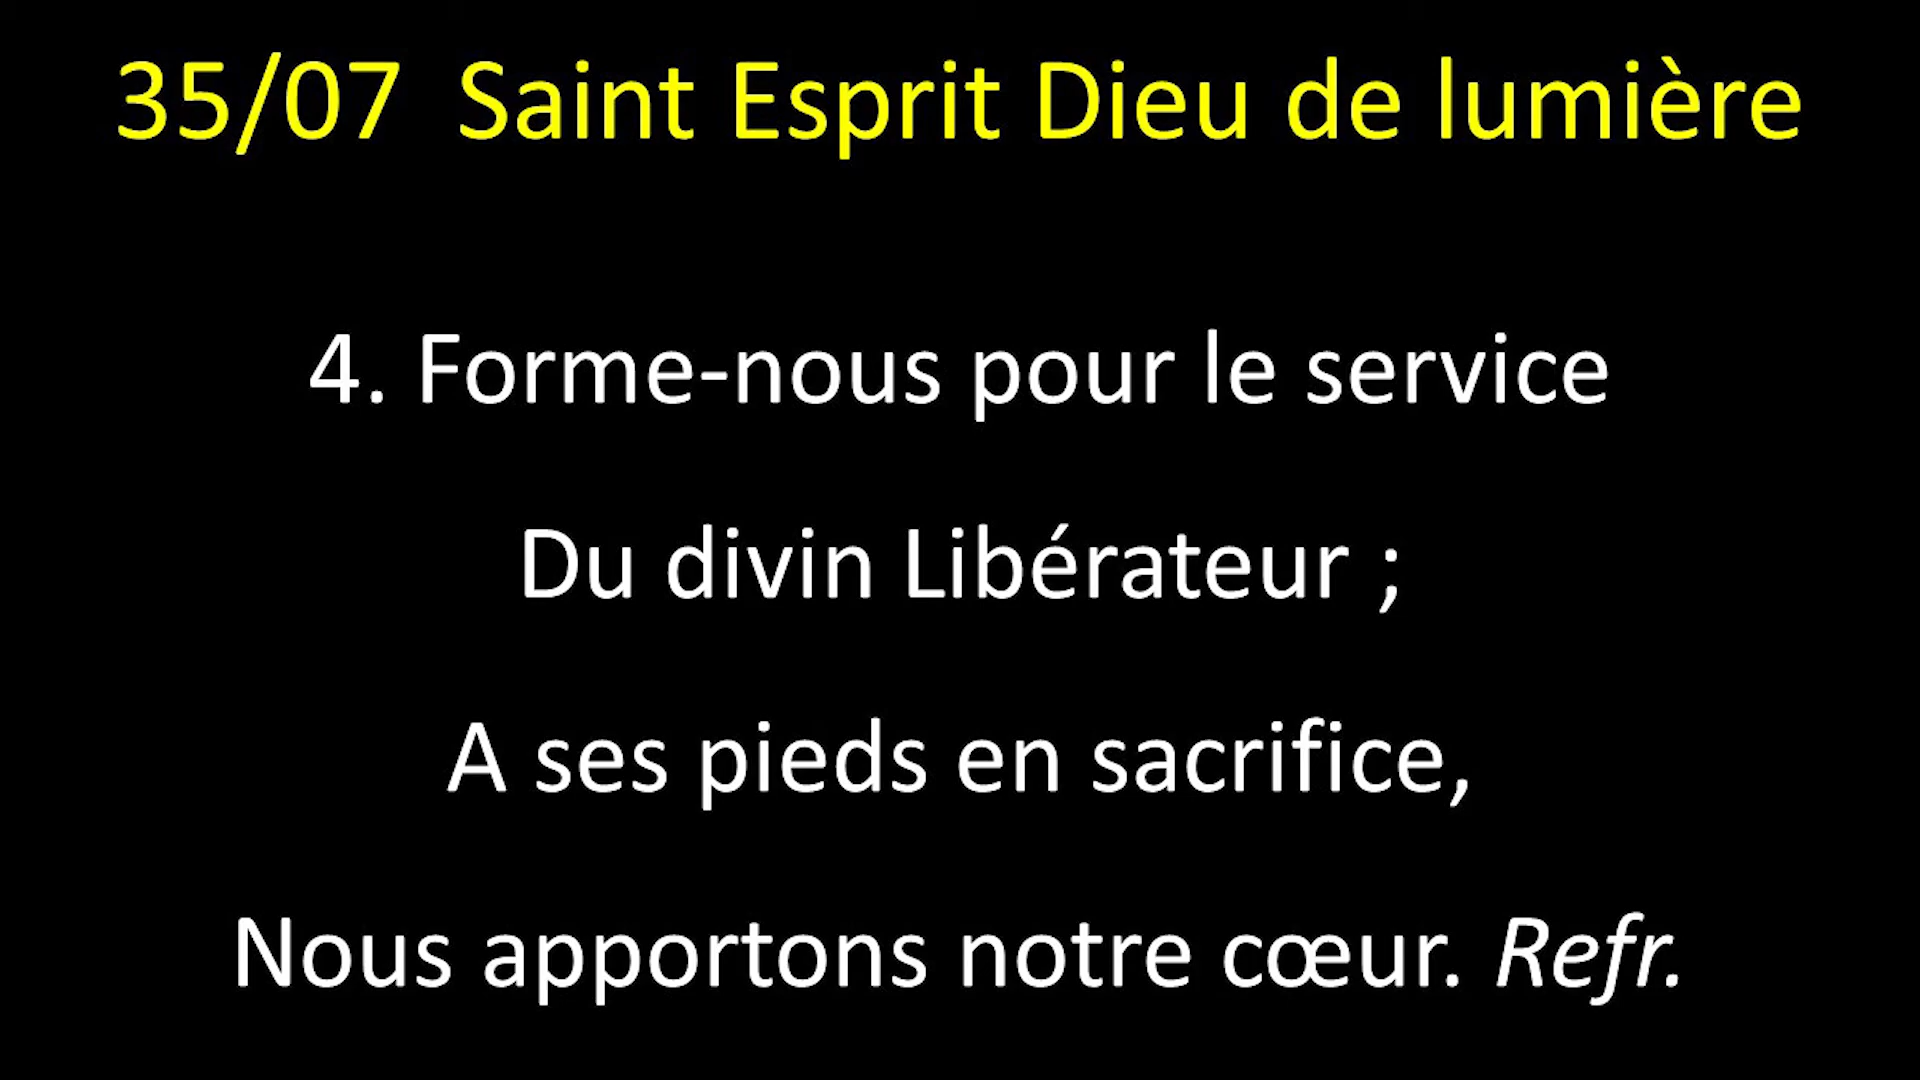 35/07 Saint Esprit Dieu de lumière
4. Forme-nous pour le service
Du divin Libérateur ;
A ses pieds en sacrifice,
Nous apportons notre cœur. Refr.